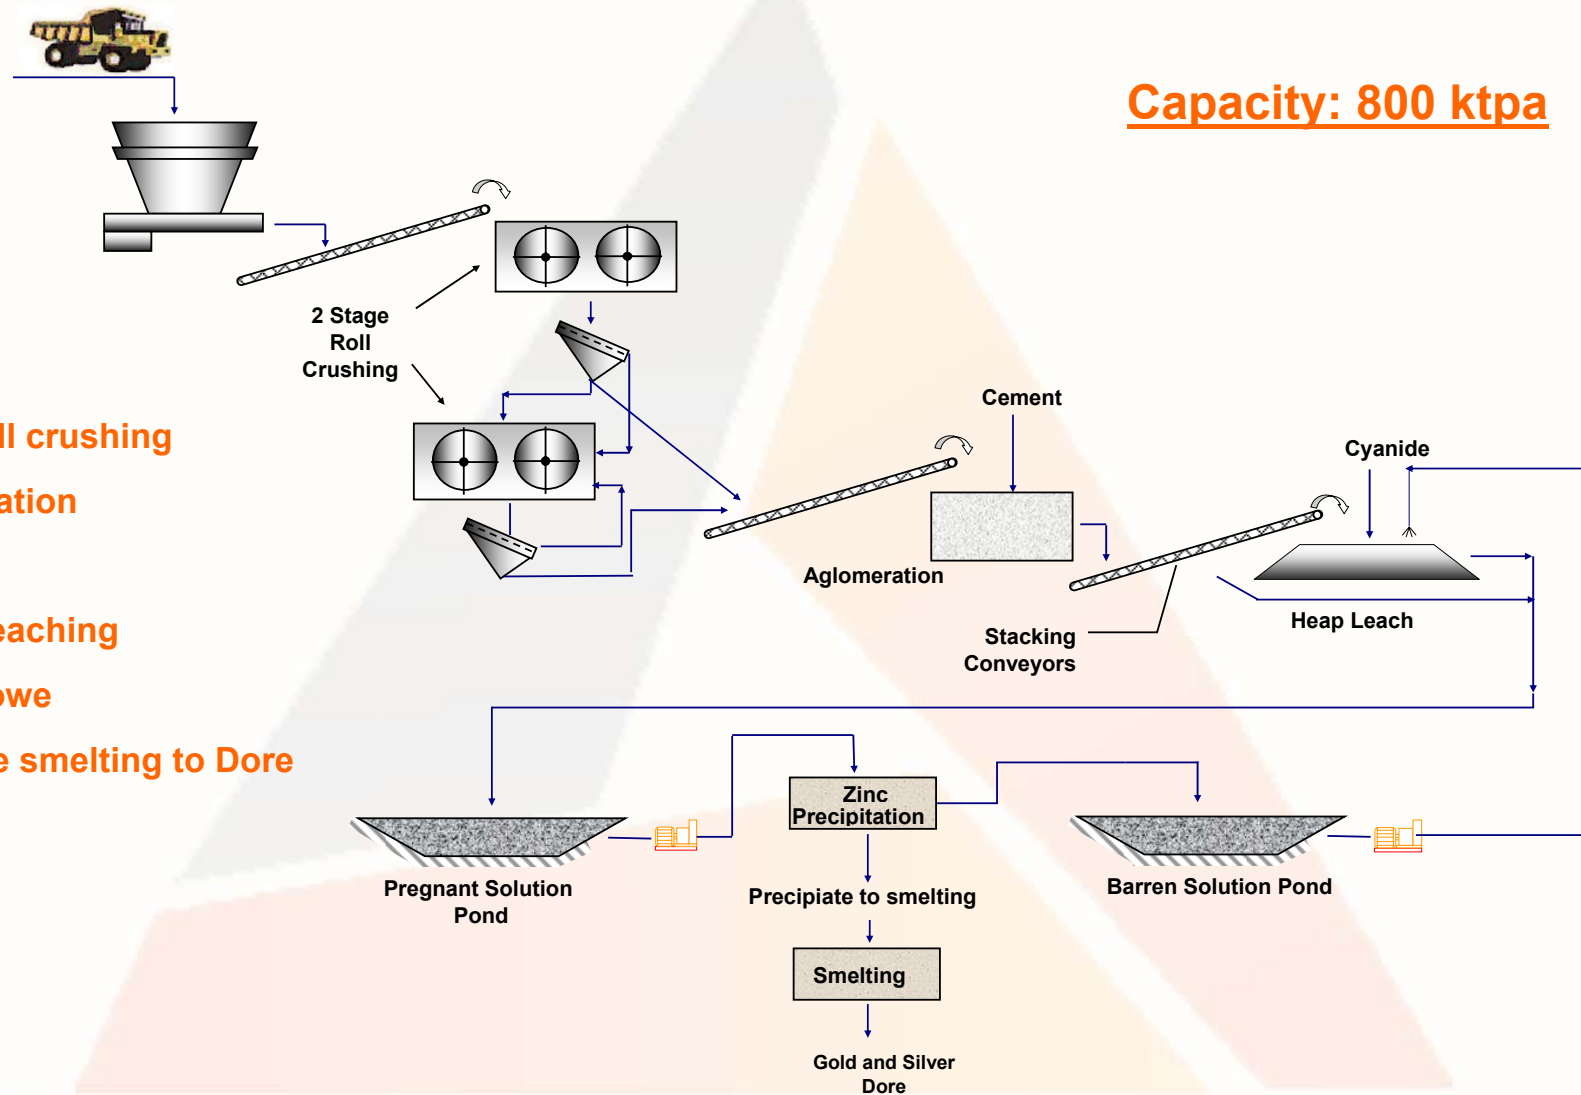 Capacity: 800 ktpa
2 Stage
Roll
Crushing
ll crushing
ation
eaching
owe
e smelting to Dore
Cement
Aglomeration
Cyanide
Stacking
Conveyors
Heap Leach
Zinc
Precipitation
Pregnant Solution
Pond
Precipiate to smelting
Barren Solution Pond
Smelting
Gold and Silver
Dore